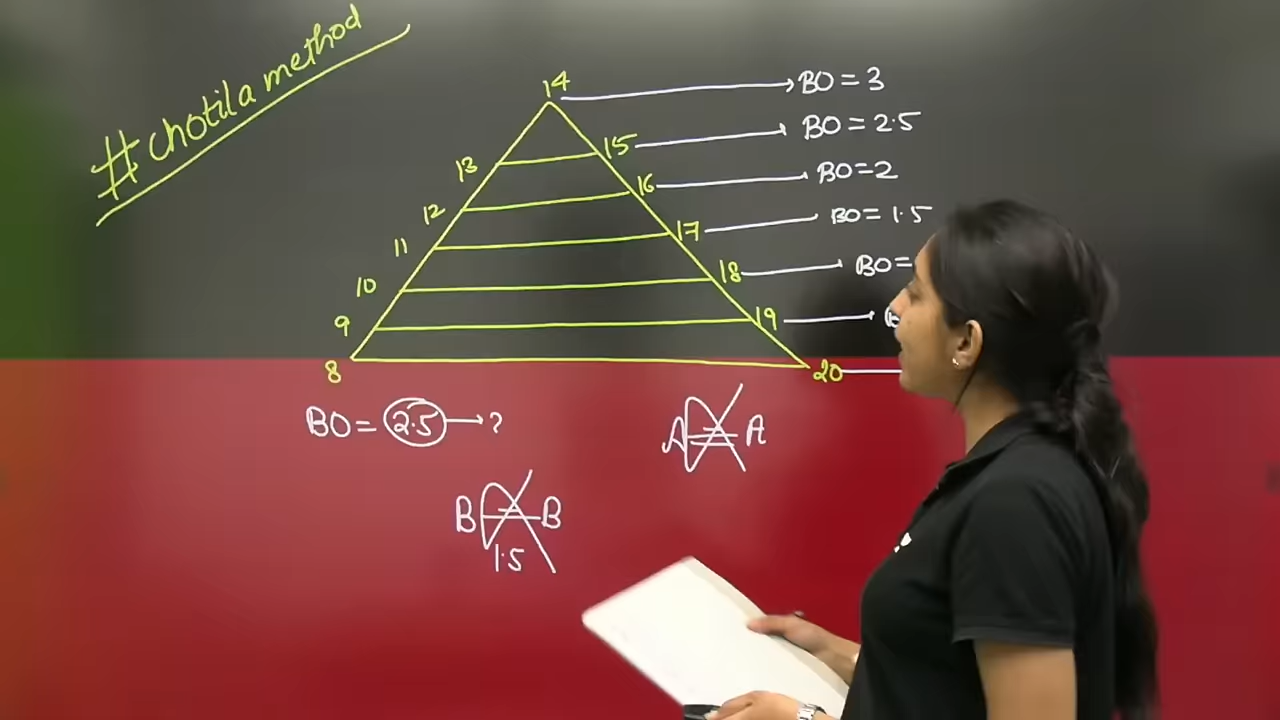 #chotila method
14 → BO = 3
13 15 → BO = 2.5
12 16 → BO = 2
11 17 → BO = 1.5
10 18 → BO =
9 19 →
8 20
BO = 2.5 → ?
A A
B B
1.5